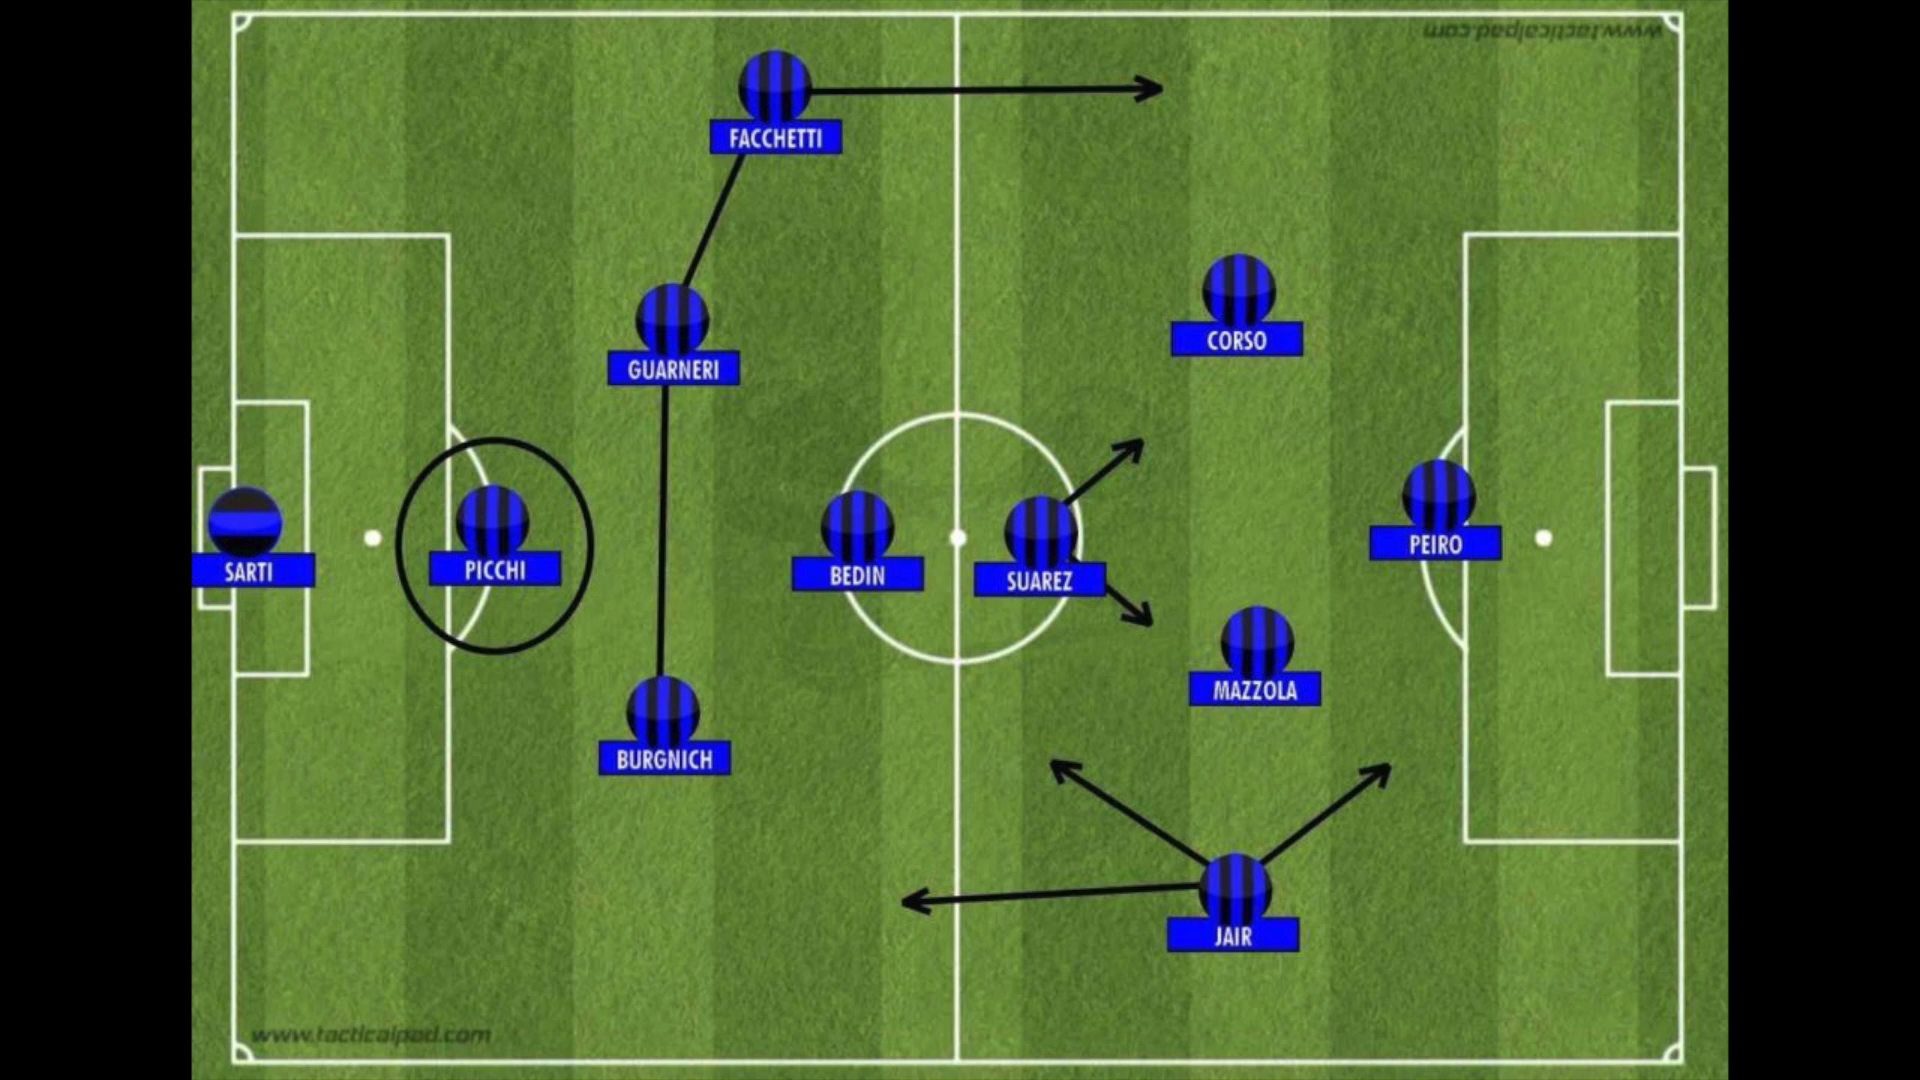 www.tacticalpad.com
FACCHETTI
CORSO
GUARNERI
PEIRO
SARTI
PICCHI
BEDIN
SUAREZ
MAZZOLA
BURGNICH
JAIR
www.tacticalpad.com